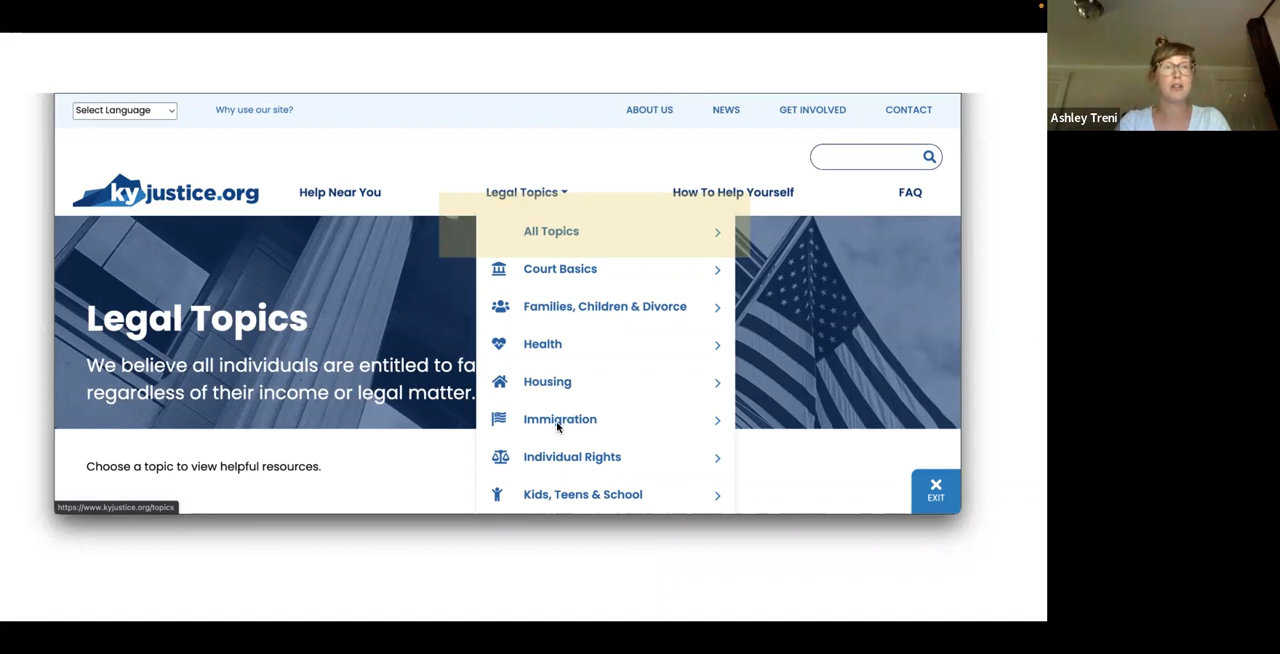 Select Language
Why use our site?
ABOUT US
NEWS
GET INVOLVED
CONTACT
kyjustice.org
Help Near You
Legal Topics
How To Help Yourself
FAQ
All Topics
Court Basics
Families, Children & Divorce
Health
Housing
Immigration
Individual Rights
Kids, Teens & School
Legal Topics
We believe all individuals are entitled to fa
regardless of their income or legal matter.
Choose a topic to view helpful resources.
EXIT
https://www.kyjustice.org/topics
Ashley Treni